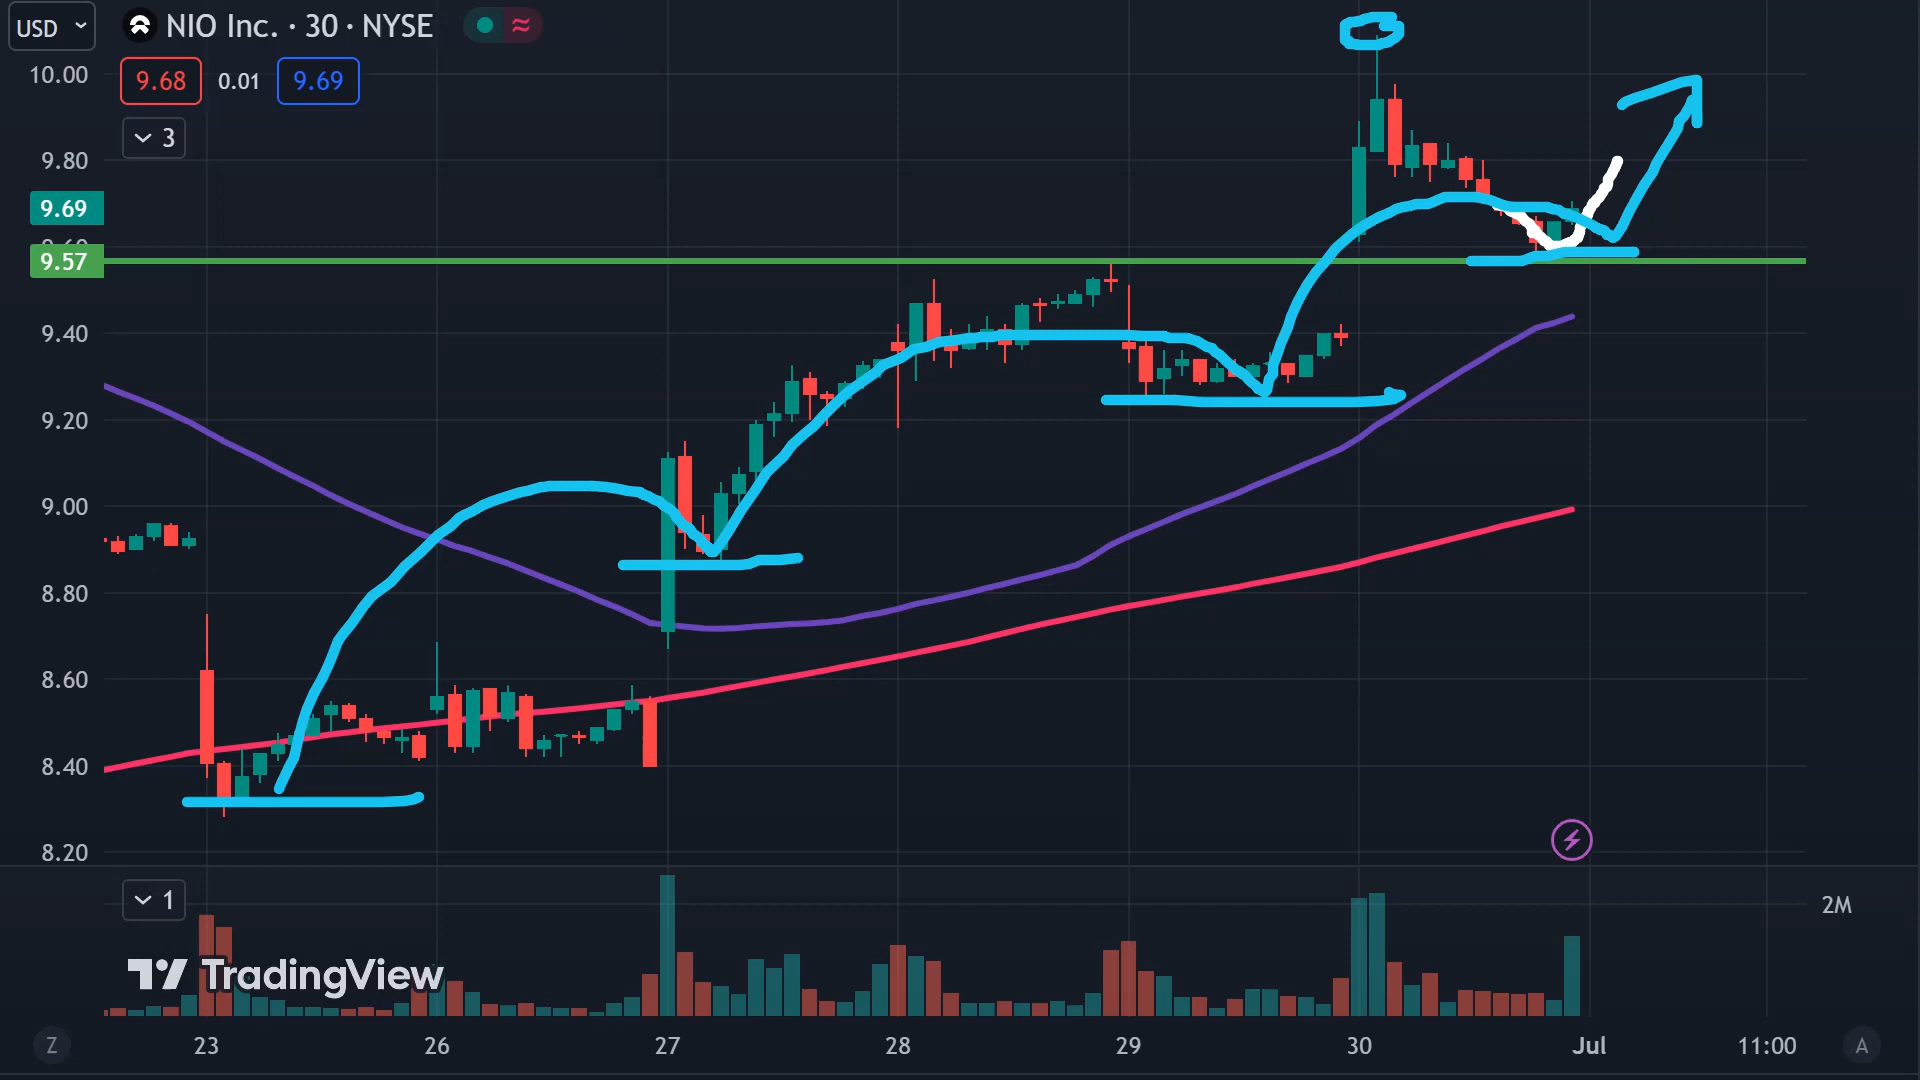 USD
NIO Inc. · 30 · NYSE
9.68 0.01 9.69
3
10.00
9.80
9.69
9.60
9.57
9.40
9.20
9.00
8.80
8.60
8.40
8.20
1
2M
TradingView
Z 23 26 27 28 29 30 Jul 11:00 A